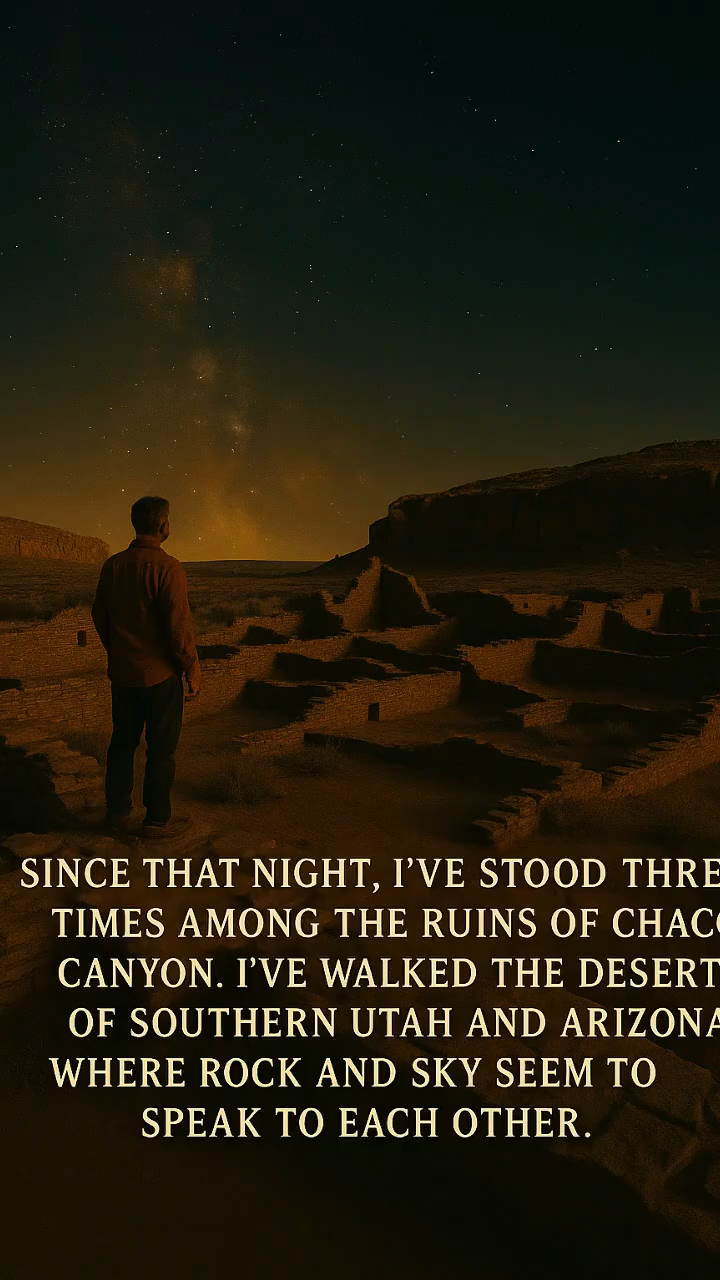 SINCE THAT NIGHT, I'VE STOOD THRE
TIMES AMONG THE RUINS OF CHAC
CANYON. I'VE WALKED THE DESERT
OF SOUTHERN UTAH AND ARIZONA
WHERE ROCK AND SKY SEEM TO
SPEAK TO EACH OTHER.